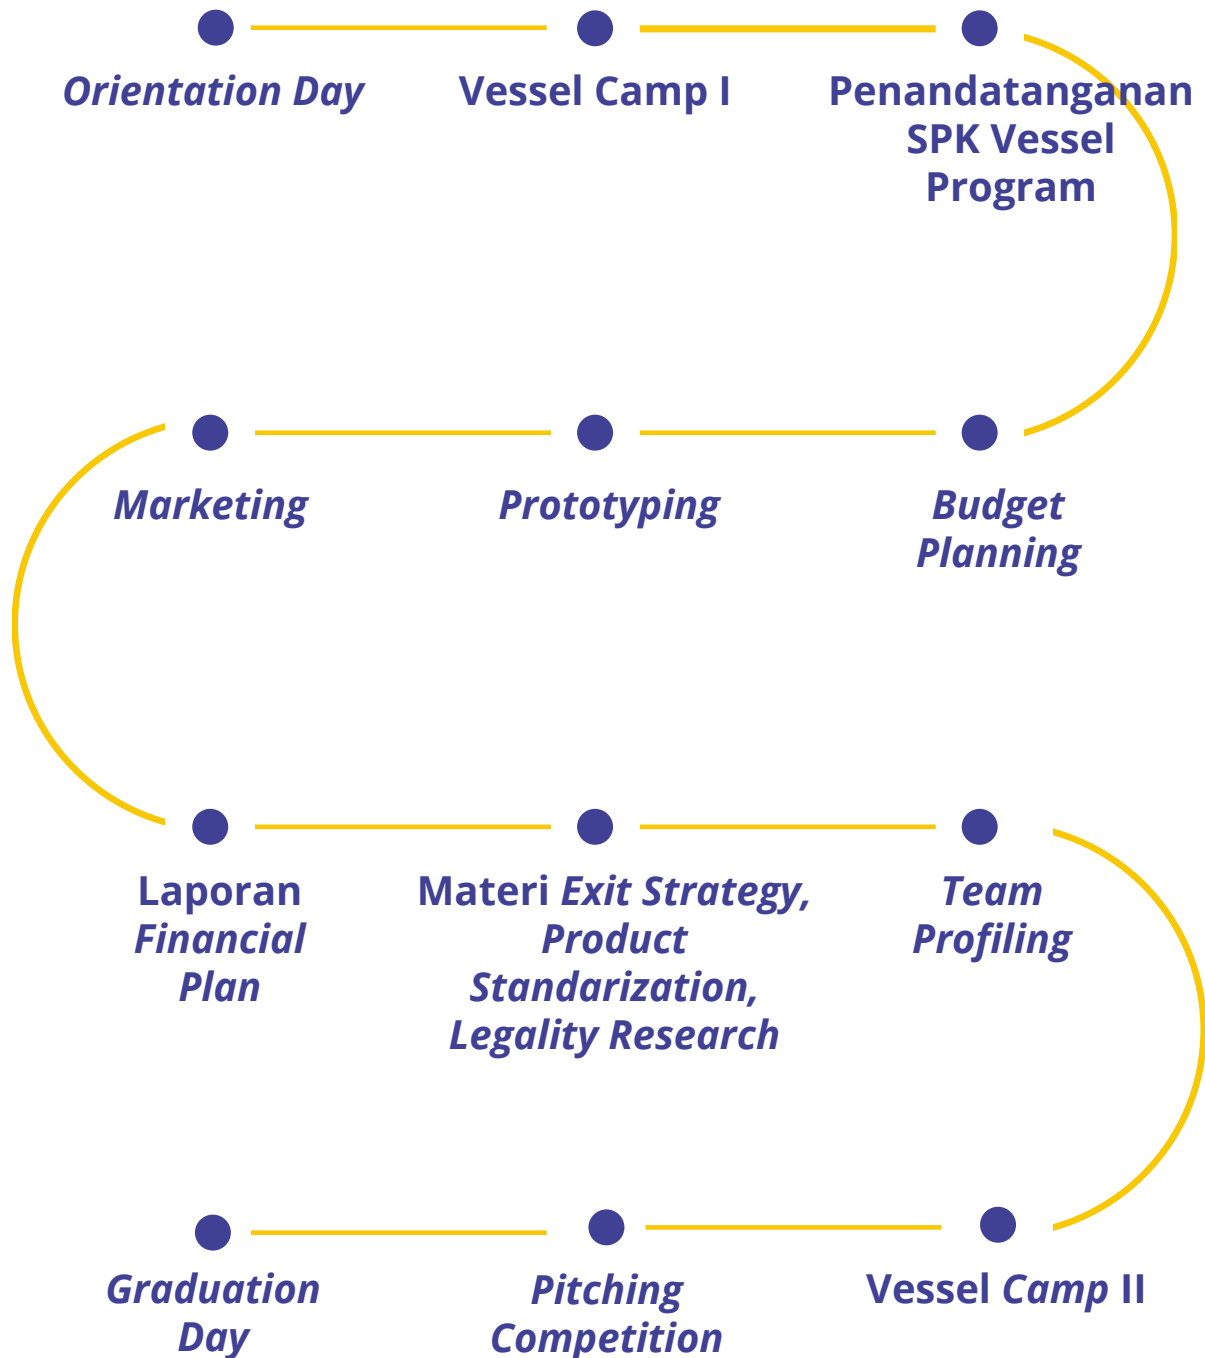 Orientation Day
Vessel Camp I
Penandatanganan
SPK Vessel
Program
Marketing
Prototyping
Budget
Planning
Laporan
Financial
Plan
Materi Exit Strategy,
Product
Standarization,
Legality Research
Team
Profiling
Graduation
Day
Pitching
Competition
Vessel Camp II